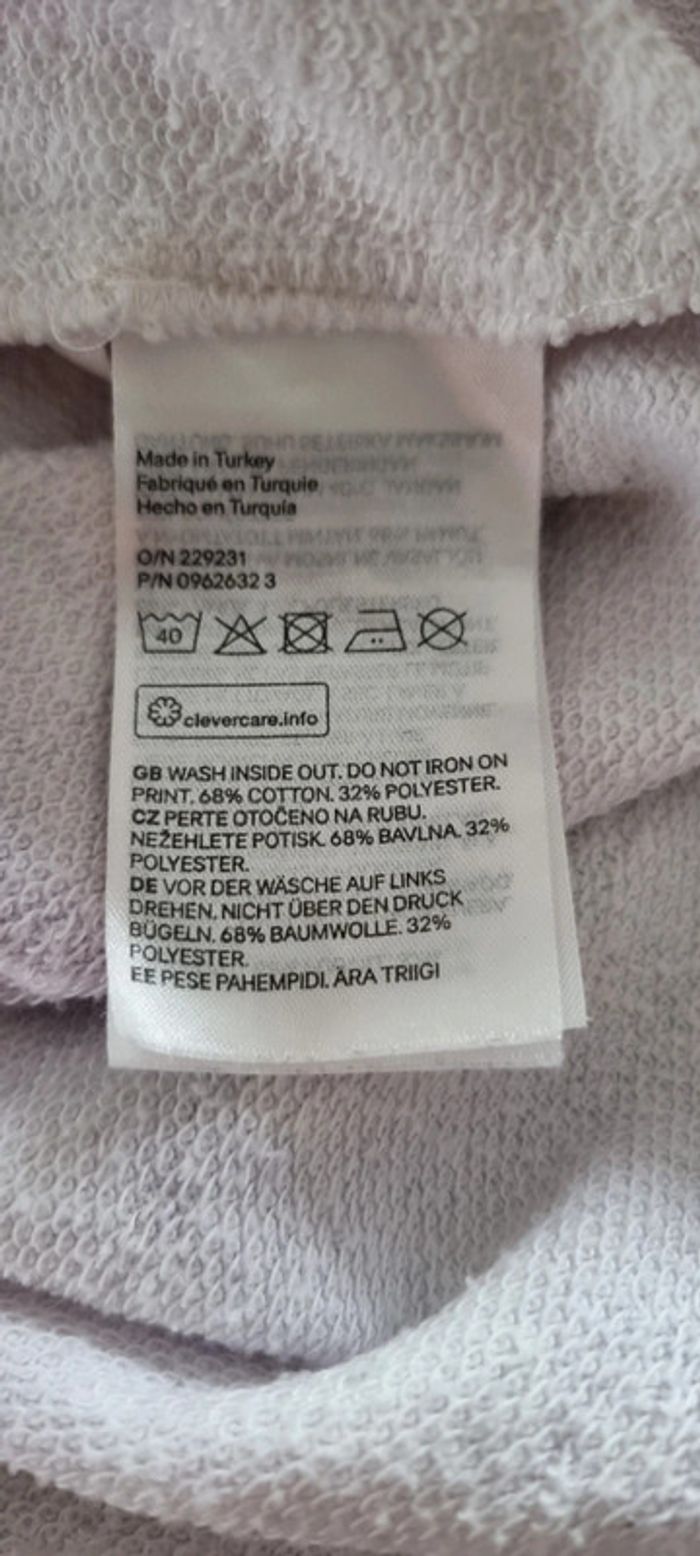 Made in Turkey
Fabriqué en Turquie
Hecho en Turquía
O/N 229231
P/N 0962632 3
40
clevercare.info
GB WASH INSIDE OUT. DO NOT IRON ON
PRINT. 68% COTTON. 32% POLYESTER.
CZ PERTE OTOČENO NA RUBU.
NEŽEHLETE POTISK. 68% BAVLNA. 32%
POLYESTER.
DE VOR DER WÄSCHE AUF LINKS
DREHEN. NICHT ÜBER DEN DRUCK
BÜGELN. 68% BAUMWOLLE. 32%
POLYESTER.
EE PESE PAHEMPIDI. ÄRA TRIIGI